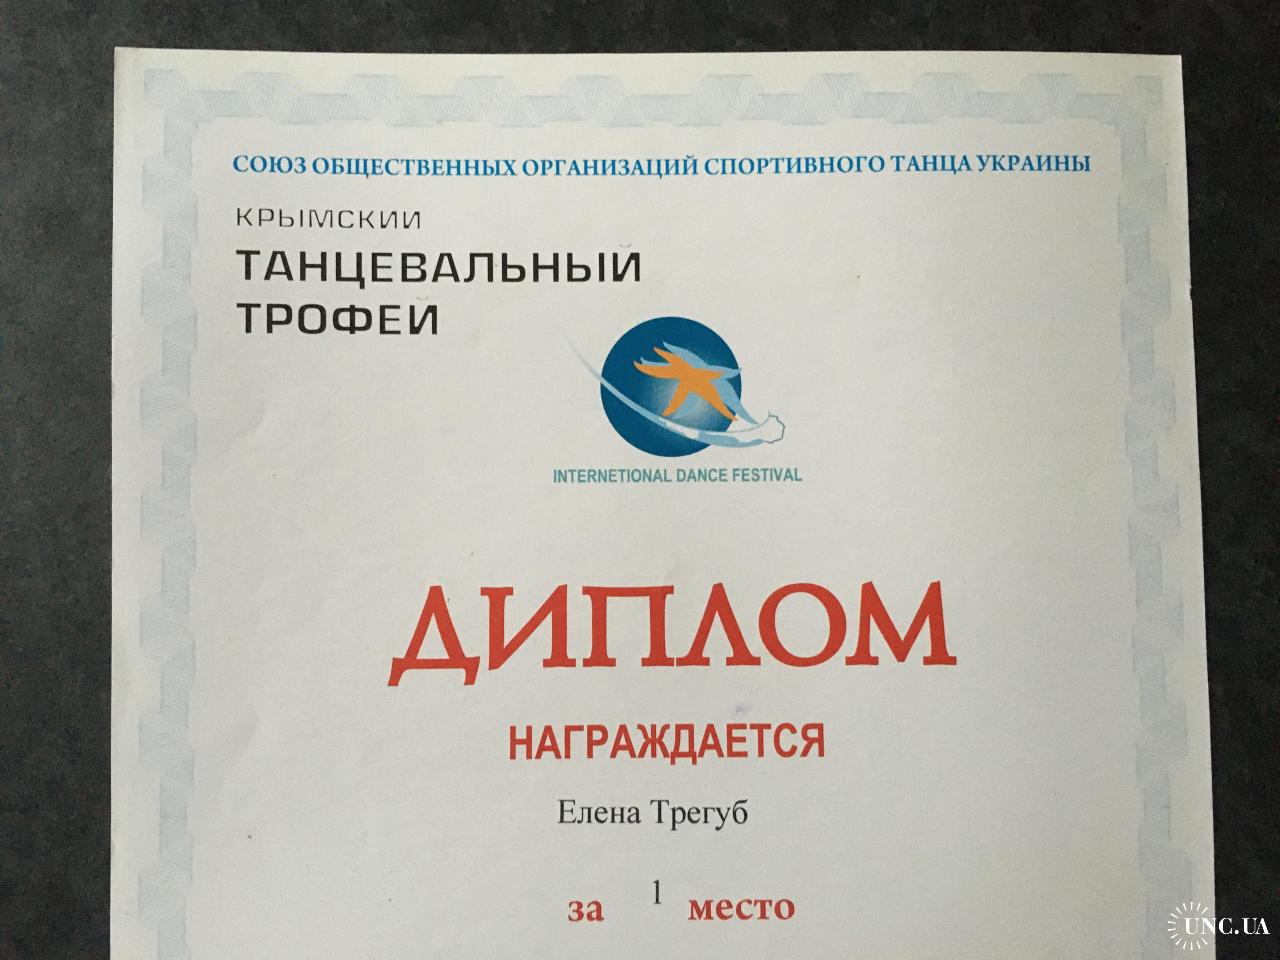 СОЮЗ ОБЩЕСТВЕННЫХ ОРГАНИЗАЦИЙ СПОРТИВНОГО ТАНЦА УКРАИНЫ
КРЫМСКИИ
ТАНЦЕВАЛЬНЫЙ
ТРОФЕЙ
INTERNETIONAL DANCE FESTIVAL
ДИПЛОМ
НАГРАЖДАЕТСЯ
Елена Трегуб
за 1 место
UNC.UA